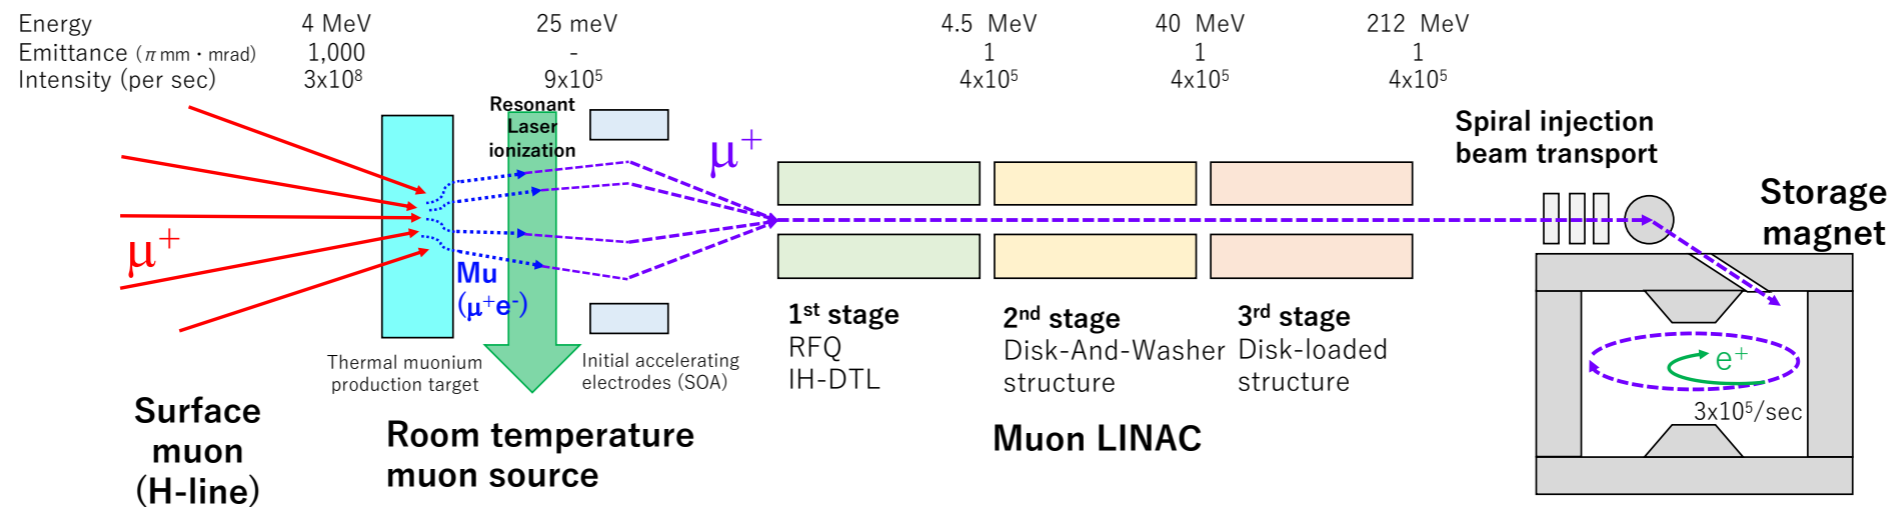 Energy 4 MeV 25 meV 4.5 MeV 40 MeV 212 MeV
Emittance (π mm・mrad) 1,000 - 1 1 1
Intensity (per sec) 3x10⁸ 9x10⁵ 4x10⁵ 4x10⁵ 4x10⁵
Resonant
Laser
ionization
μ⁺
Spiral injection
beam transport
Storage
magnet
μ⁺
Mu
(μ⁺e⁻)
Thermal muonium
production target
Initial accelerating
electrodes (SOA)
1ˢᵗ stage
RFQ
IH-DTL
2ⁿᵈ stage
Disk-And-Washer
structure
3ʳᵈ stage
Disk-loaded
structure
e⁺
3x10⁵/sec
Surface
muon
(H-line)
Room temperature
muon source
Muon LINAC